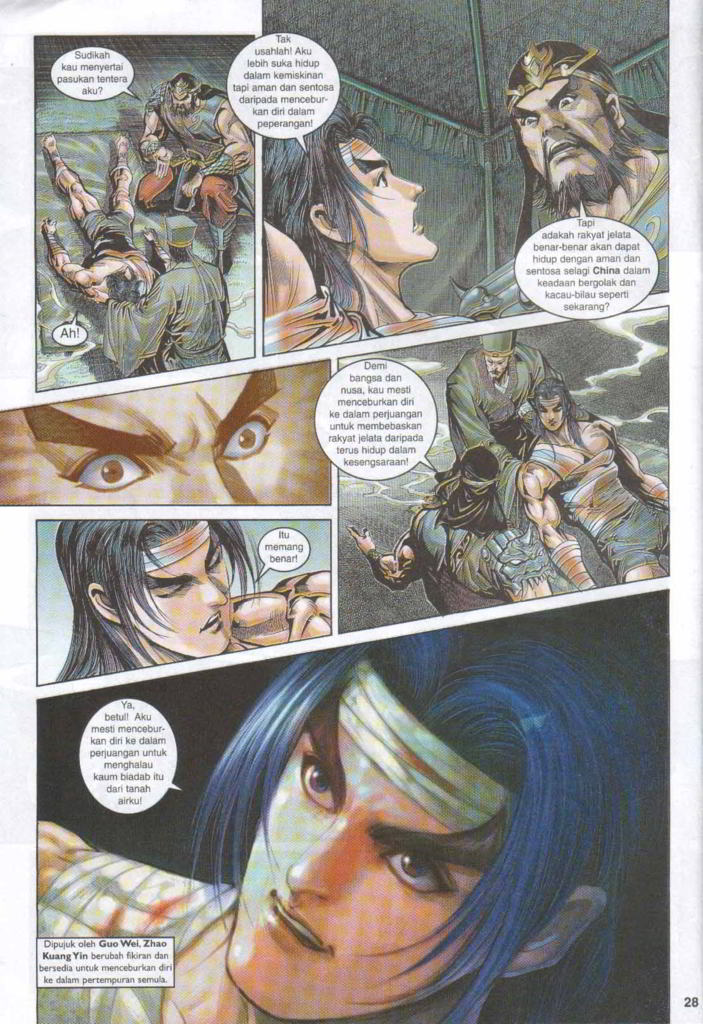 Sudikah
kau menyertai
pasukan tentera
aku?
Ah!
Tak
usahlah! Aku
lebih suka hidup
dalam kemiskinan
tapi aman dan sentosa
daripada mencebur-
kan diri dalam
peperangan!
Tapi
adakah rakyat jelata
benar-benar akan dapat
hidup dengan aman dan
sentosa selagi China dalam
keadaan bergolak dan
kacau-bilau seperti
sekarang?
Demi
bangsa dan
nusa, kau mesti
menceburkan diri
ke dalam perjuangan
untuk membebaskan
rakyat jelata daripada
terus hidup dalam
kesengsaraan!
Itu
memang
benar!
Ya,
betul! Aku
mesti mencebur-
kan diri ke dalam
perjuangan untuk
menghalau
kaum biadab itu
dari tanah
airku!
Dipujuk oleh Guo Wei, Zhao
Kuang Yin berubah fikiran dan
bersedia untuk menceburkan diri
ke dalam pertempuran semula.
28